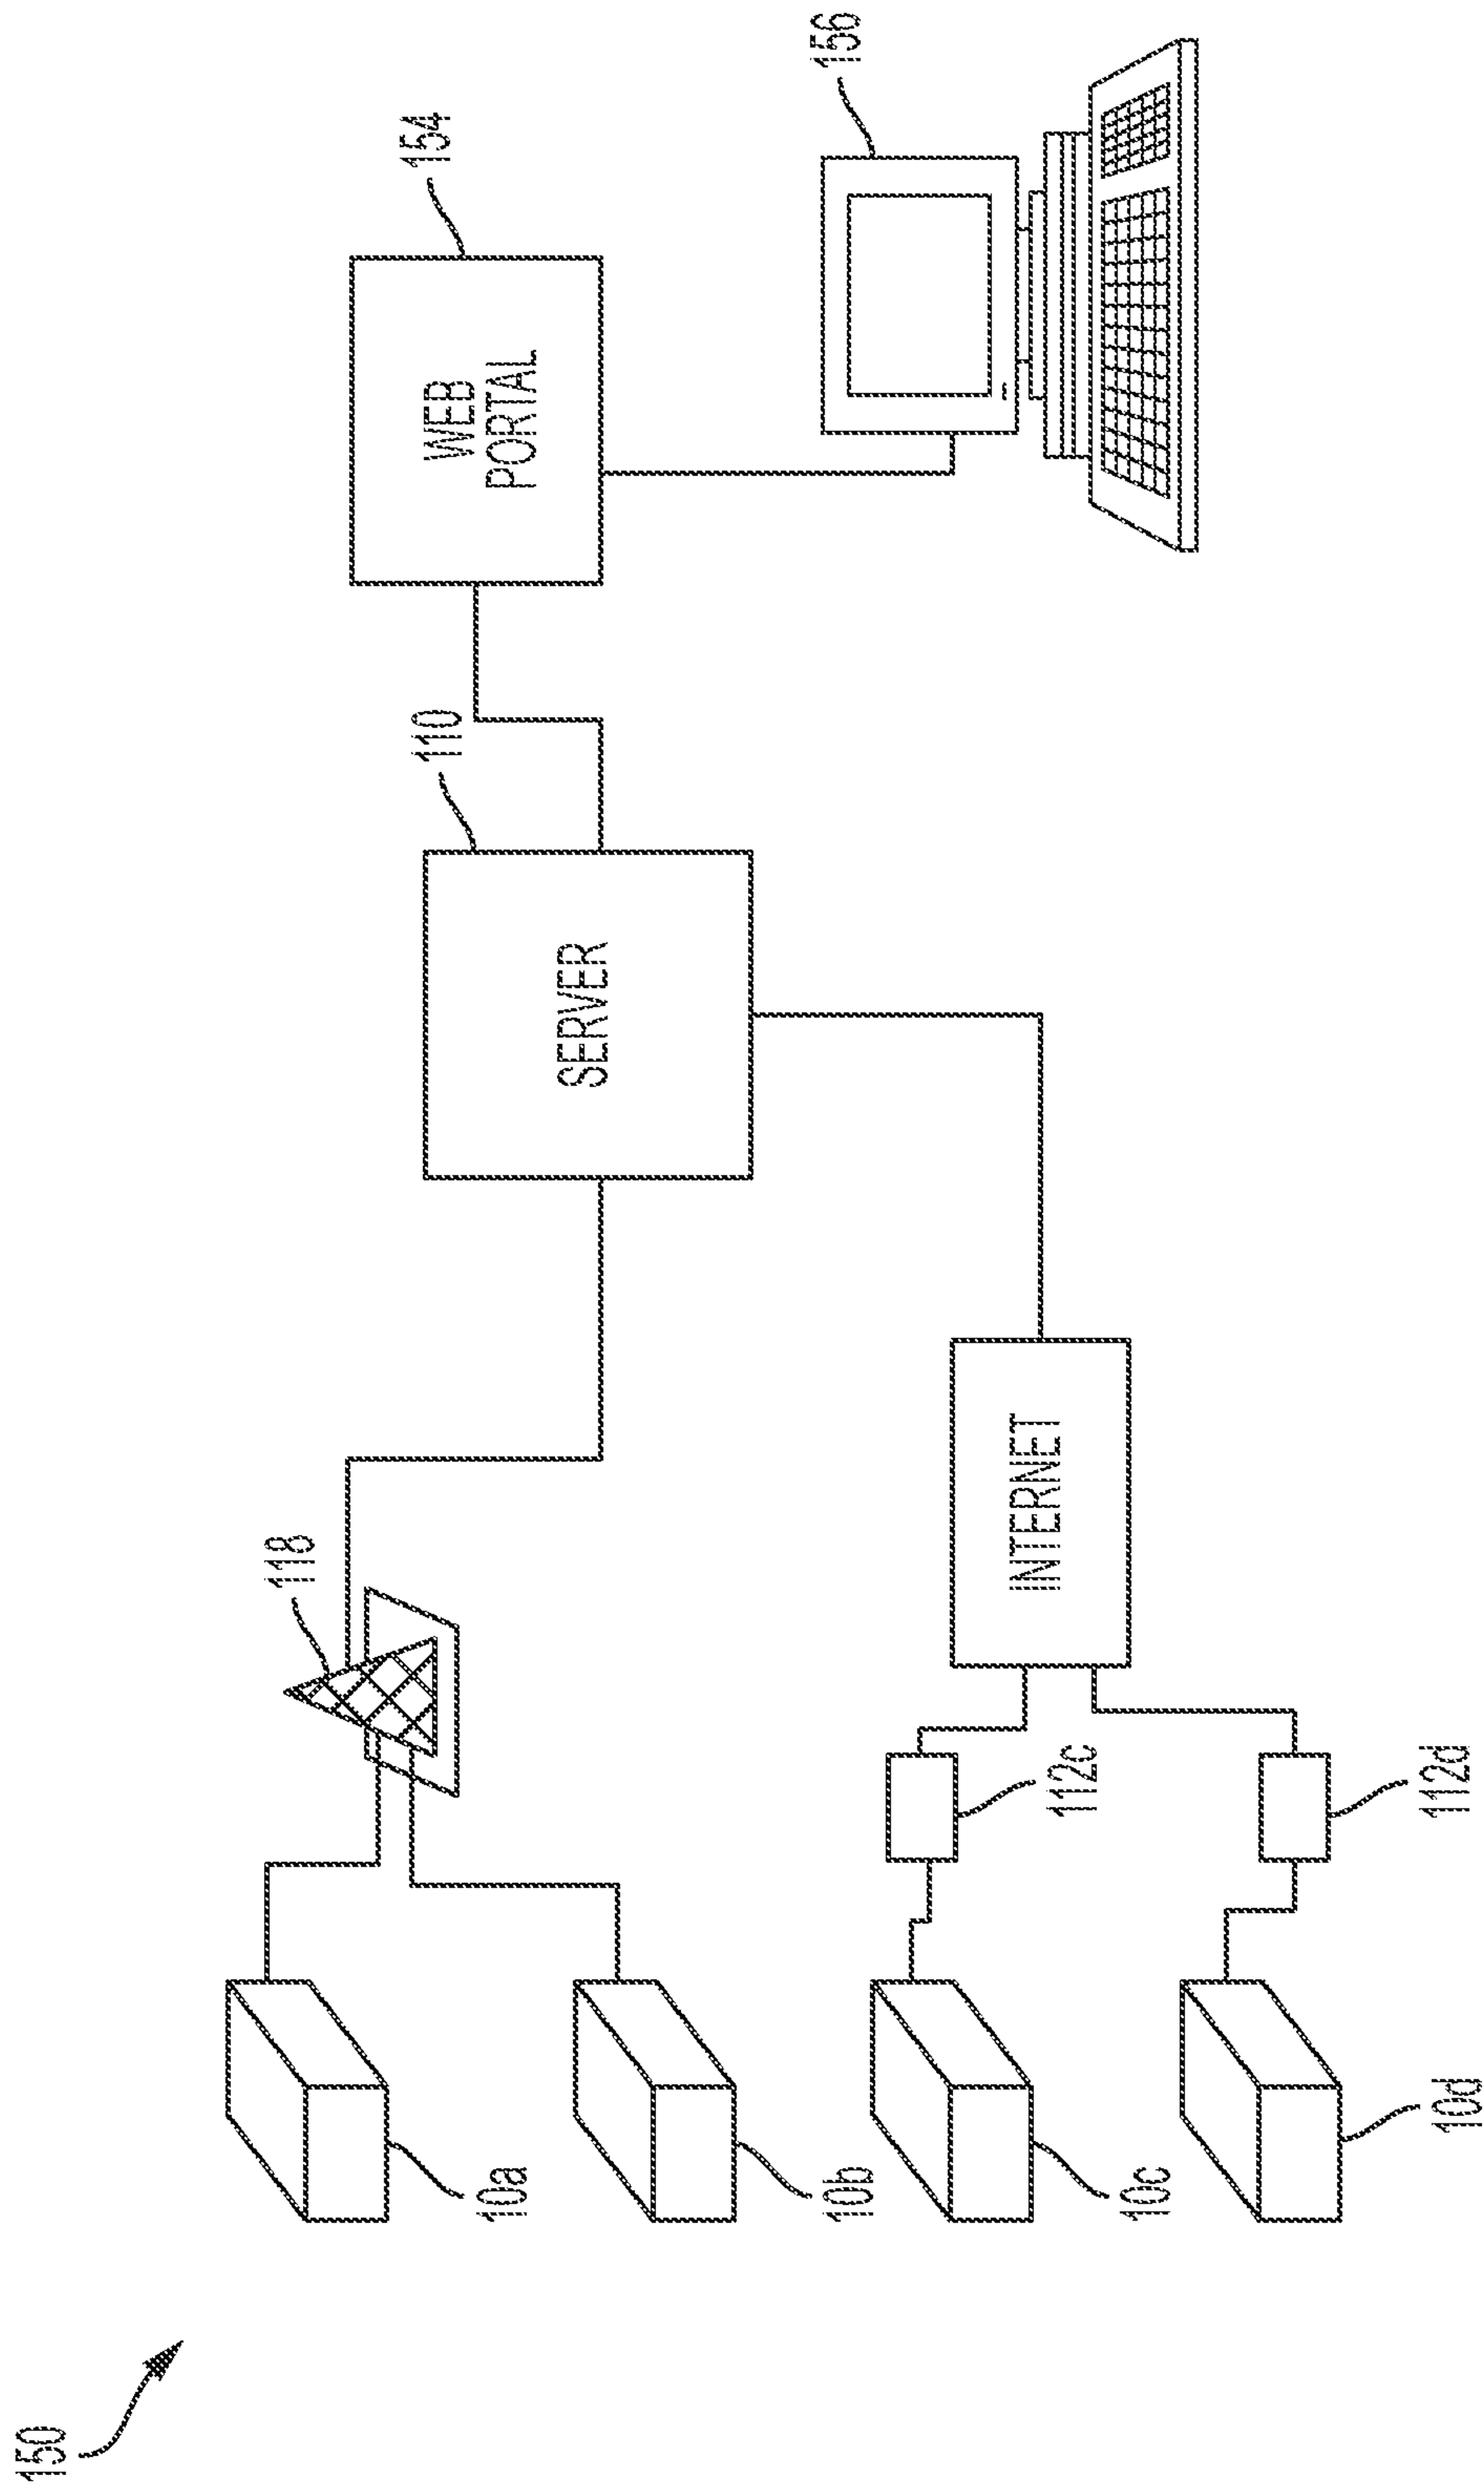 150
10a
10b
10c
10d
118
112c
112d
INTERNET
SERVER
110
WEB
PORTAL
154
156